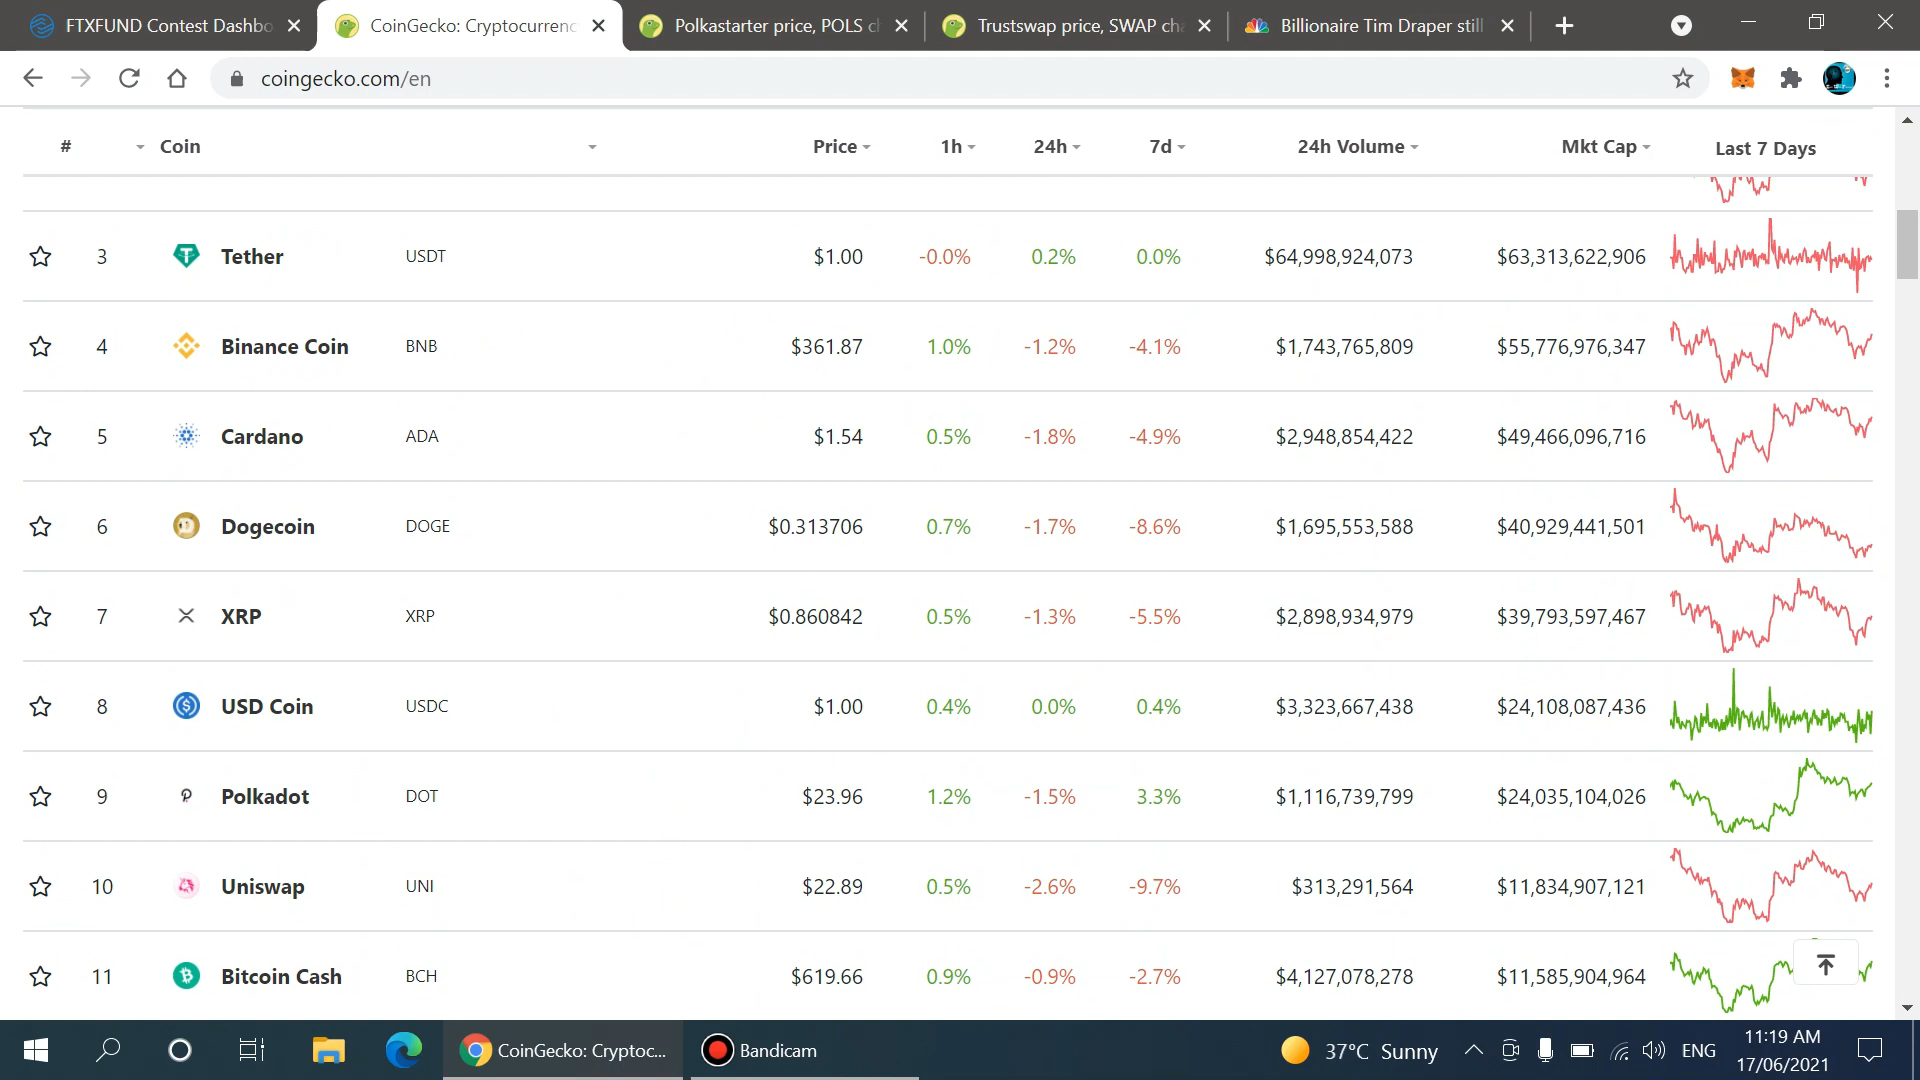 FTXFUND Contest Dashbo
CoinGecko: Cryptocurrenc
Polkastarter price, POLS ch
Trustswap price, SWAP cha
Billionaire Tim Draper still
coingecko.com/en
# Coin Price 1h 24h 7d 24h Volume Mkt Cap Last 7 Days
3 Tether USDT $1.00 -0.0% 0.2% 0.0% $64,998,924,073 $63,313,622,906
4 Binance Coin BNB $361.87 1.0% -1.2% -4.1% $1,743,765,809 $55,776,976,347
5 Cardano ADA $1.54 0.5% -1.8% -4.9% $2,948,854,422 $49,466,096,716
6 Dogecoin DOGE $0.313706 0.7% -1.7% -8.6% $1,695,553,588 $40,929,441,501
7 XRP XRP $0.860842 0.5% -1.3% -5.5% $2,898,934,979 $39,793,597,467
8 USD Coin USDC $1.00 0.4% 0.0% 0.4% $3,323,667,438 $24,108,087,436
9 Polkadot DOT $23.96 1.2% -1.5% 3.3% $1,116,739,799 $24,035,104,026
10 Uniswap UNI $22.89 0.5% -2.6% -9.7% $313,291,564 $11,834,907,121
11 Bitcoin Cash BCH $619.66 0.9% -0.9% -2.7% $4,127,078,278 $11,585,904,964
CoinGecko: Cryptoc...
Bandicam
37°C Sunny
ENG
11:19 AM
17/06/2021